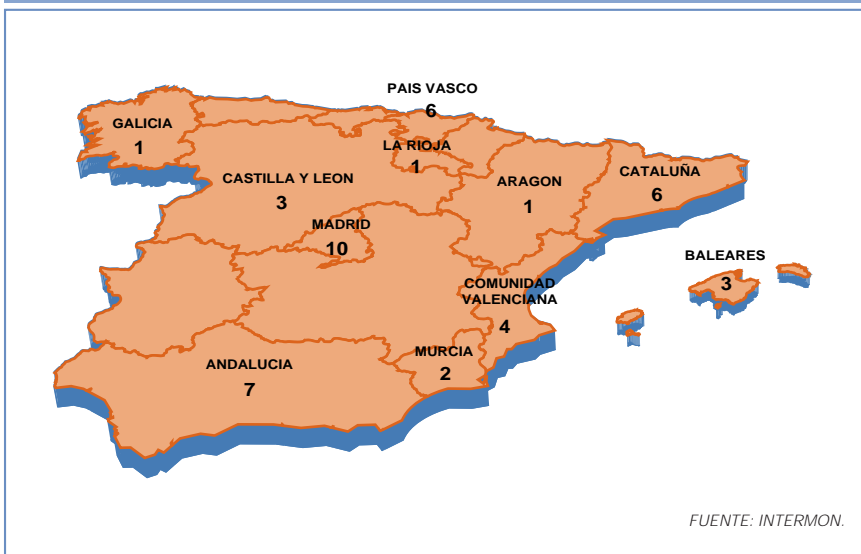 PAIS VASCO
6
GALICIA
1
LA RIOJA
1
CASTILLA Y LEON
3
ARAGON
1
CATALUÑA
6
MADRID
10
BALEARES
3
COMUNIDAD
VALENCIANA
4
MURCIA
2
ANDALUCIA
7
FUENTE: INTERMON.